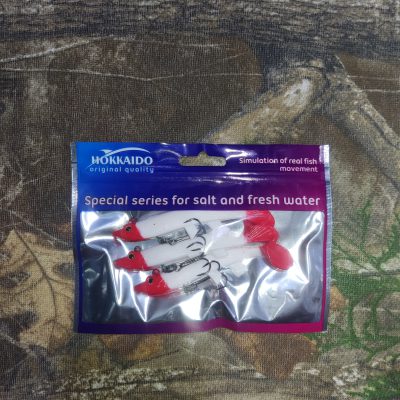 HOKKAIDO
original quality
Simulation of real fish
movement
Special series for salt and fresh water